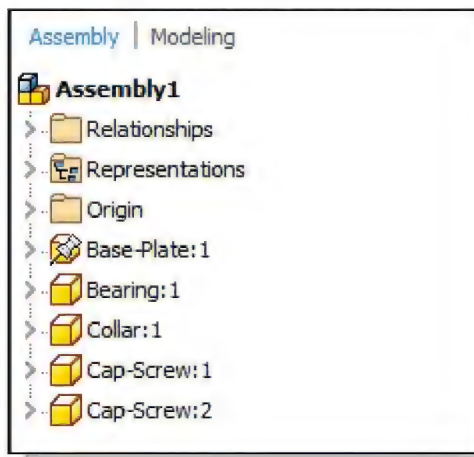 Assembly | Modeling
Assembly1
Relationships
Representations
Origin
Base-Plate:1
Bearing:1
Collar:1
Cap-Screw:1
Cap-Screw:2